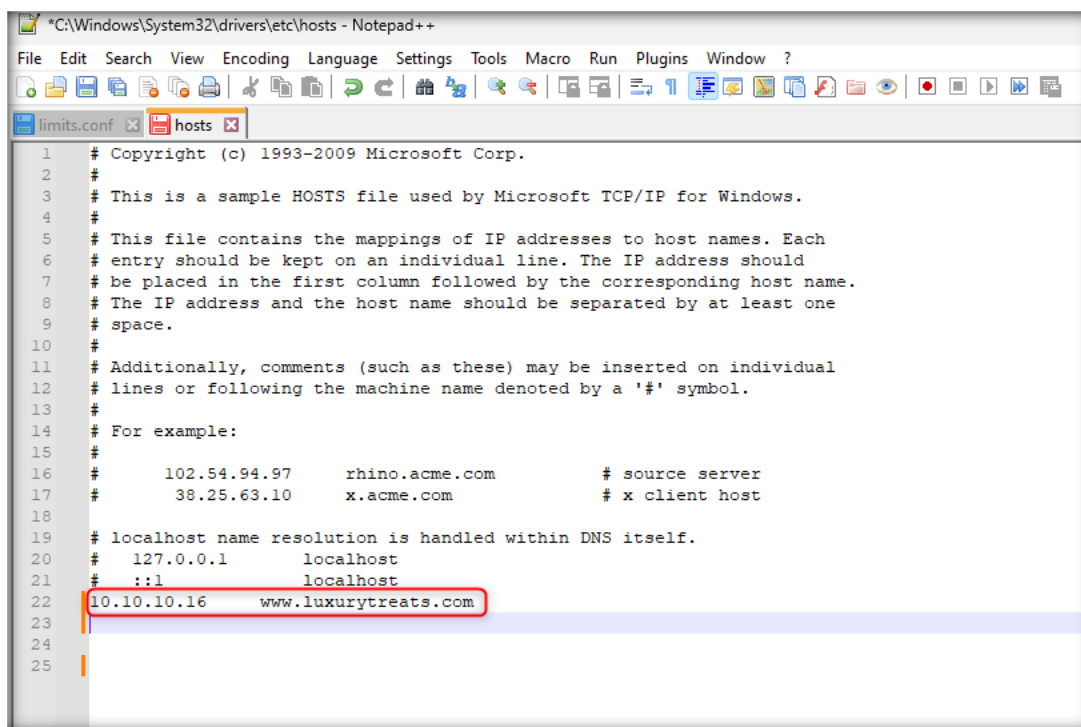 *C:\Windows\System32\drivers\etc\hosts - Notepad++
File Edit Search View Encoding Language Settings Tools Macro Run Plugins Window ?
limits.conf hosts
1 # Copyright (c) 1993-2009 Microsoft Corp.
2 #
3 # This is a sample HOSTS file used by Microsoft TCP/IP for Windows.
4 #
5 # This file contains the mappings of IP addresses to host names. Each
6 # entry should be kept on an individual line. The IP address should
7 # be placed in the first column followed by the corresponding host name.
8 # The IP address and the host name should be separated by at least one
9 # space.
10 #
11 # Additionally, comments (such as these) may be inserted on individual
12 # lines or following the machine name denoted by a '#' symbol.
13 #
14 # For example:
15 #
16 # 102.54.94.97 rhino.acme.com # source server
17 # 38.25.63.10 x.acme.com # x client host
18
19 # localhost name resolution is handled within DNS itself.
20 # 127.0.0.1 localhost
21 # ::1 localhost
22 10.10.10.16 www.luxurytreats.com
23
24
25